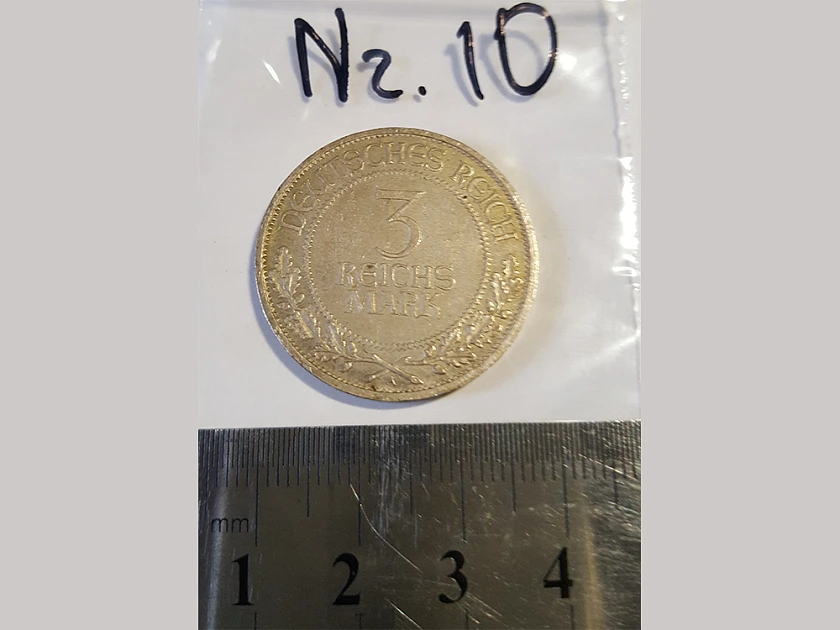 Nr. 10
DEUTSCHES REICH
3
REICHS
MARK
mm
1 2 3 4